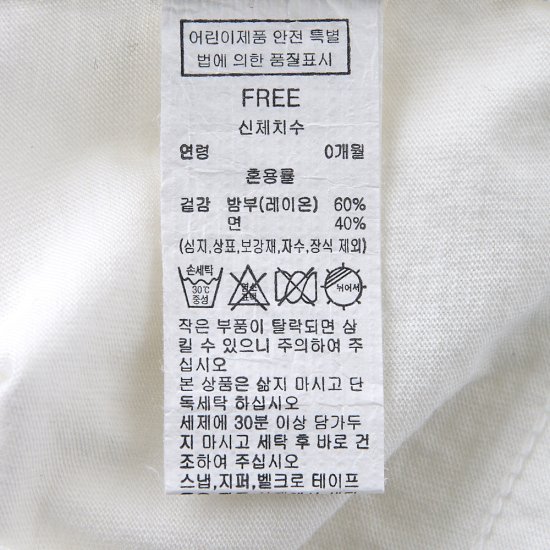 어린이제품 안전 특별
법에 의한 품질표시
FREE
신체치수
연령 0개월
혼용률
겉감 밤부(레이온) 60%
면 40%
(심지,상표,보강재,자수,장식 제외)
손세탁
30℃
중성
염소
표백
뉘어서
작은 부품이 탈락되면 삼
킬 수 있으니 주의하여 주
십시오
본 상품은 삶지 마시고 단
독세탁 하십시오
세제에 30분 이상 담가두
지 마시고 세탁 후 바로 건
조하여 주십시오
스냅,지퍼,벨크로 테이프